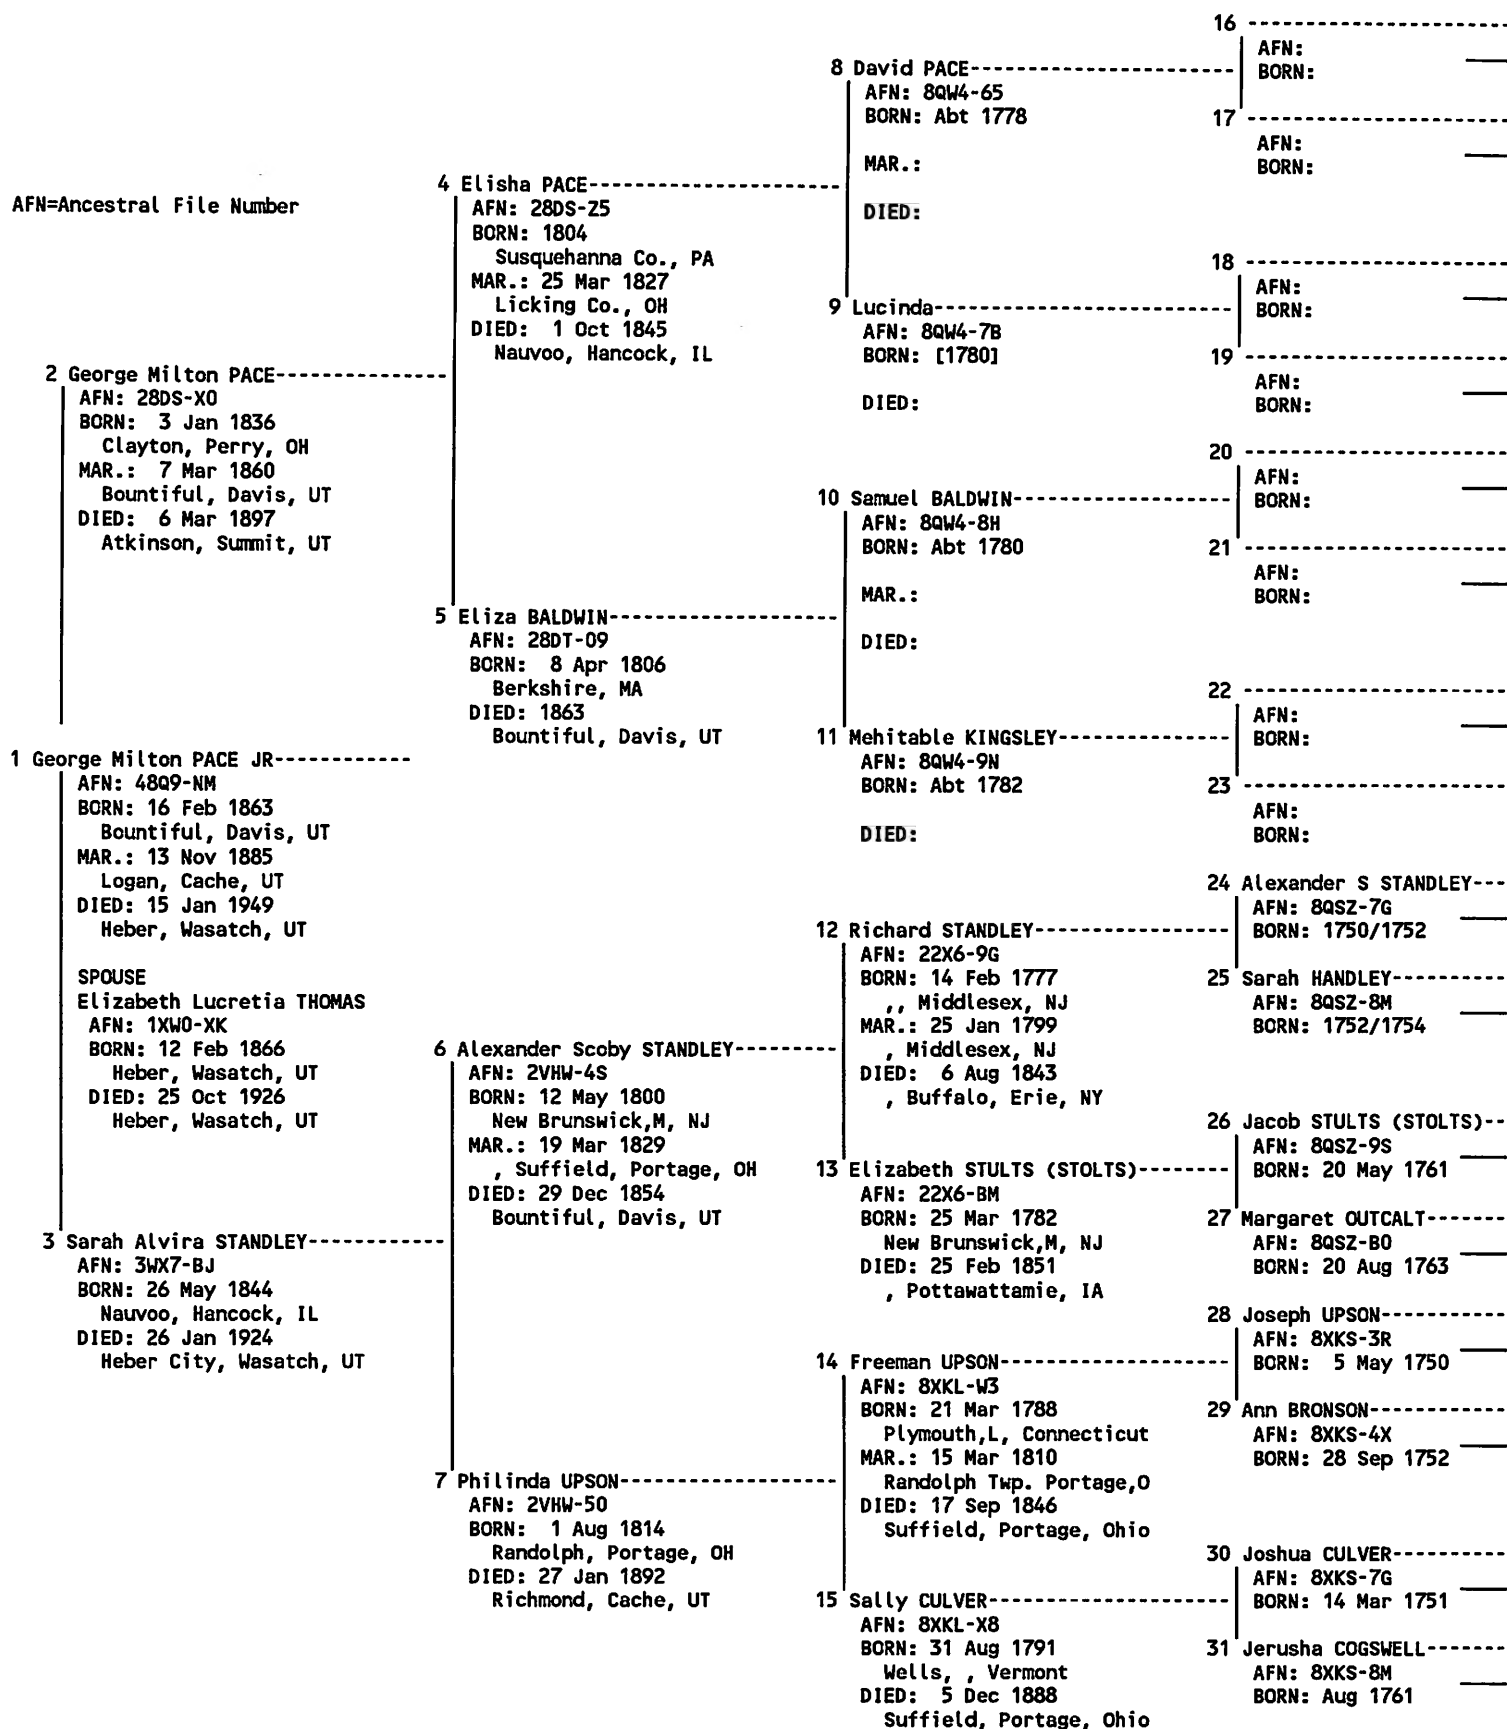 AFN=Ancestral File Number
1 George Milton PACE JR------------
AFN: 48Q9-NM
BORN: 16 Feb 1863
Bountiful, Davis, UT
MAR.: 13 Nov 1885
Logan, Cache, UT
DIED: 15 Jan 1949
Heber, Wasatch, UT
SPOUSE
Elizabeth Lucretia THOMAS
AFN: 1XW0-XK
BORN: 12 Feb 1866
Heber, Wasatch, UT
DIED: 25 Oct 1926
Heber, Wasatch, UT
2 George Milton PACE---------------
AFN: 28DS-X0
BORN: 3 Jan 1836
Clayton, Perry, OH
MAR.: 7 Mar 1860
Bountiful, Davis, UT
DIED: 6 Mar 1897
Atkinson, Summit, UT
3 Sarah Alvira STANDLEY------------
AFN: 3WX7-BJ
BORN: 26 May 1844
Nauvoo, Hancock, IL
DIED: 26 Jan 1924
Heber City, Wasatch, UT
4 Elisha PACE----------------------
AFN: 28DS-Z5
BORN: 1804
Susquehanna Co., PA
MAR.: 25 Mar 1827
Licking Co., OH
DIED: 1 Oct 1845
Nauvoo, Hancock, IL
5 Eliza BALDWIN--------------------
AFN: 28DT-09
BORN: 8 Apr 1806
Berkshire, MA
DIED: 1863
Bountiful, Davis, UT
6 Alexander Scoby STANDLEY---------
AFN: 2VHW-4S
BORN: 12 May 1800
New Brunswick,M, NJ
MAR.: 19 Mar 1829
, Suffield, Portage, OH
DIED: 29 Dec 1854
Bountiful, Davis, UT
7 Philinda UPSON-------------------
AFN: 2VHW-50
BORN: 1 Aug 1814
Randolph, Portage, OH
DIED: 27 Jan 1892
Richmond, Cache, UT
8 David PACE-----------------------
AFN: 8QW4-65
BORN: Abt 1778
MAR.:
DIED:
9 Lucinda--------------------------
AFN: 8QW4-7B
BORN: [1780]
DIED:
10 Samuel BALDWIN-------------------
AFN: 8QW4-8H
BORN: Abt 1780
MAR.:
DIED:
11 Mehitable KINGSLEY---------------
AFN: 8QW4-9N
BORN: Abt 1782
DIED:
12 Richard STANDLEY-----------------
AFN: 22X6-9G
BORN: 14 Feb 1777
,, Middlesex, NJ
MAR.: 25 Jan 1799
, Middlesex, NJ
DIED: 6 Aug 1843
, Buffalo, Erie, NY
13 Elizabeth STULTS (STOLTS)--------
AFN: 22X6-BM
BORN: 25 Mar 1782
New Brunswick,M, NJ
DIED: 25 Feb 1851
, Pottawattamie, IA
14 Freeman UPSON--------------------
AFN: 8XKL-W3
BORN: 21 Mar 1788
Plymouth,L, Connecticut
MAR.: 15 Mar 1810
Randolph Twp. Portage,O
DIED: 17 Sep 1846
Suffield, Portage, Ohio
15 Sally CULVER---------------------
AFN: 8XKL-X8
BORN: 31 Aug 1791
Wells, , Vermont
DIED: 5 Dec 1888
Suffield, Portage, Ohio
16 ----------------------
AFN:
BORN:
17 ----------------------
AFN:
BORN:
18 ----------------------
AFN:
BORN:
19 ----------------------
AFN:
BORN:
20 ----------------------
AFN:
BORN:
21 ----------------------
AFN:
BORN:
22 ----------------------
AFN:
BORN:
23 ----------------------
AFN:
BORN:
24 Alexander S STANDLEY---
AFN: 8QSZ-7G
BORN: 1750/1752
25 Sarah HANDLEY----------
AFN: 8QSZ-8M
BORN: 1752/1754
26 Jacob STULTS (STOLTS)--
AFN: 8QSZ-9S
BORN: 20 May 1761
27 Margaret OUTCALT-------
AFN: 8QSZ-B0
BORN: 20 Aug 1763
28 Joseph UPSON-----------
AFN: 8XKS-3R
BORN: 5 May 1750
29 Ann BRONSON------------
AFN: 8XKS-4X
BORN: 28 Sep 1752
30 Joshua CULVER----------
AFN: 8XKS-7G
BORN: 14 Mar 1751
31 Jerusha COGSWELL-------
AFN: 8XKS-8M
BORN: Aug 1761